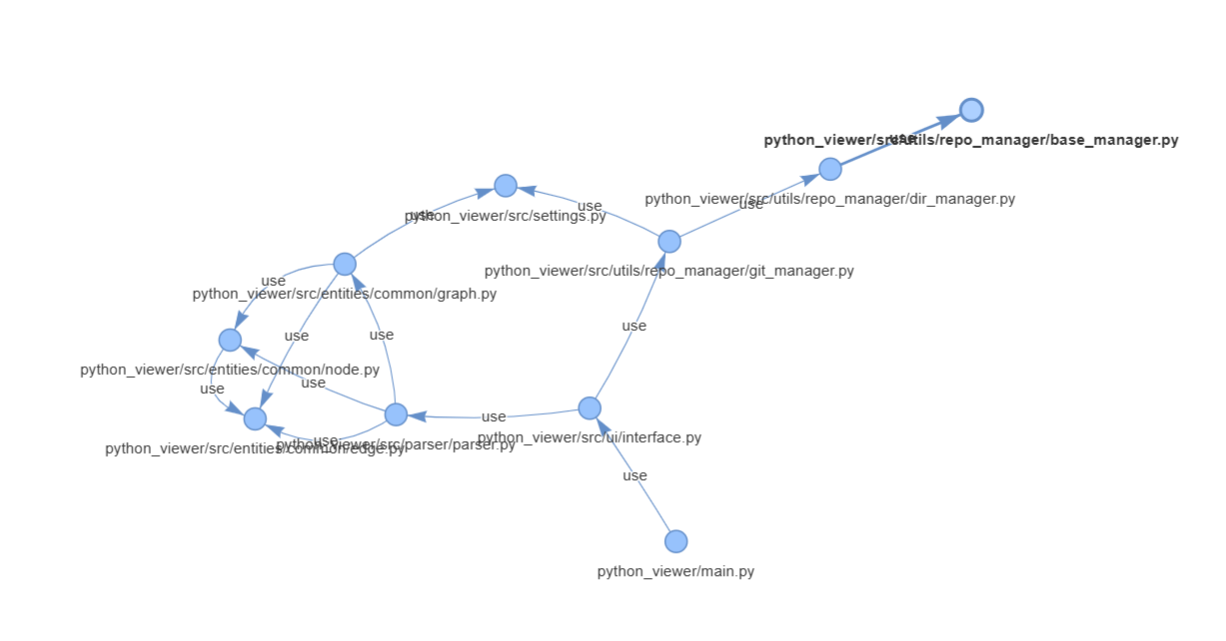 use
python_viewer/src/utils/repo_manager/base_manager.py
python_viewer/src/utils/repo_manager/dir_manager.py
use
use
use
python_viewer/src/settings.py
python_viewer/src/utils/repo_manager/git_manager.py
use
python_viewer/src/entities/common/graph.py
use
use
use
python_viewer/src/entities/common/node.py
use
use
use
python_viewer/src/ui/interface.py
use
python_viewer/src/parser/parser.py
python_viewer/src/entities/common/edge.py
use
python_viewer/main.py